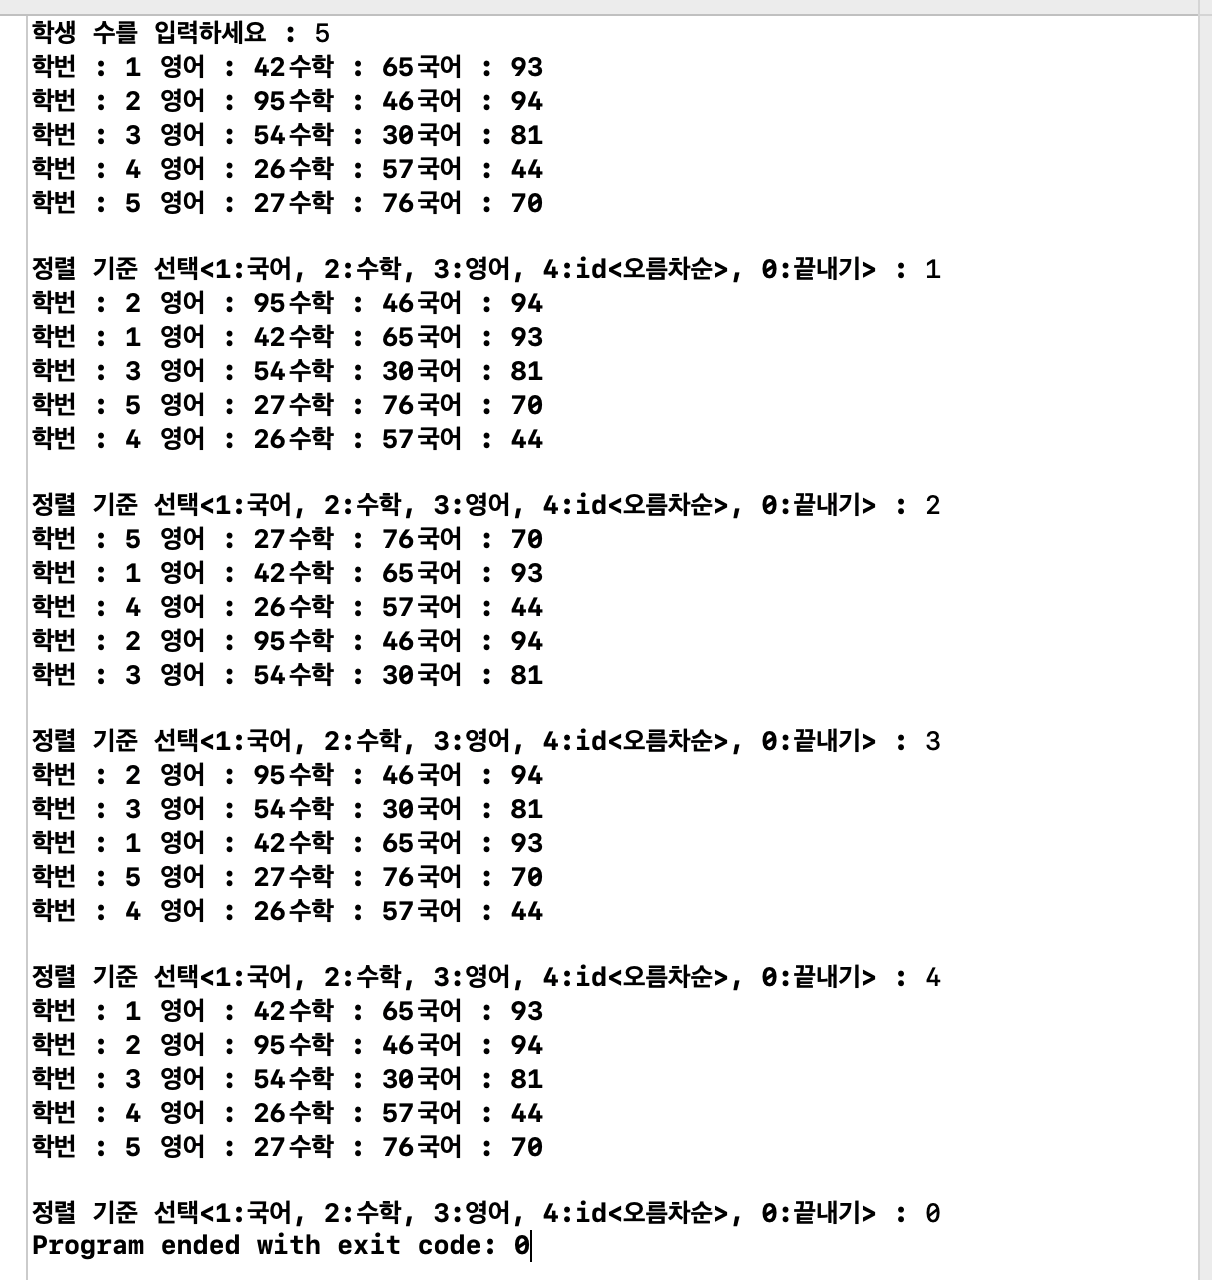 학생 수를 입력하세요 : 5
학번 : 1 영어 : 42수학 : 65국어 : 93
학번 : 2 영어 : 95수학 : 46국어 : 94
학번 : 3 영어 : 54수학 : 30국어 : 81
학번 : 4 영어 : 26수학 : 57국어 : 44
학번 : 5 영어 : 27수학 : 76국어 : 70
정렬 기준 선택<1:국어, 2:수학, 3:영어, 4:id<오름차순>, 0:끝내기> : 1
학번 : 2 영어 : 95수학 : 46국어 : 94
학번 : 1 영어 : 42수학 : 65국어 : 93
학번 : 3 영어 : 54수학 : 30국어 : 81
학번 : 5 영어 : 27수학 : 76국어 : 70
학번 : 4 영어 : 26수학 : 57국어 : 44
정렬 기준 선택<1:국어, 2:수학, 3:영어, 4:id<오름차순>, 0:끝내기> : 2
학번 : 5 영어 : 27수학 : 76국어 : 70
학번 : 1 영어 : 42수학 : 65국어 : 93
학번 : 4 영어 : 26수학 : 57국어 : 44
학번 : 2 영어 : 95수학 : 46국어 : 94
학번 : 3 영어 : 54수학 : 30국어 : 81
정렬 기준 선택<1:국어, 2:수학, 3:영어, 4:id<오름차순>, 0:끝내기> : 3
학번 : 2 영어 : 95수학 : 46국어 : 94
학번 : 3 영어 : 54수학 : 30국어 : 81
학번 : 1 영어 : 42수학 : 65국어 : 93
학번 : 5 영어 : 27수학 : 76국어 : 70
학번 : 4 영어 : 26수학 : 57국어 : 44
정렬 기준 선택<1:국어, 2:수학, 3:영어, 4:id<오름차순>, 0:끝내기> : 4
학번 : 1 영어 : 42수학 : 65국어 : 93
학번 : 2 영어 : 95수학 : 46국어 : 94
학번 : 3 영어 : 54수학 : 30국어 : 81
학번 : 4 영어 : 26수학 : 57국어 : 44
학번 : 5 영어 : 27수학 : 76국어 : 70
정렬 기준 선택<1:국어, 2:수학, 3:영어, 4:id<오름차순>, 0:끝내기> : 0
Program ended with exit code: 0